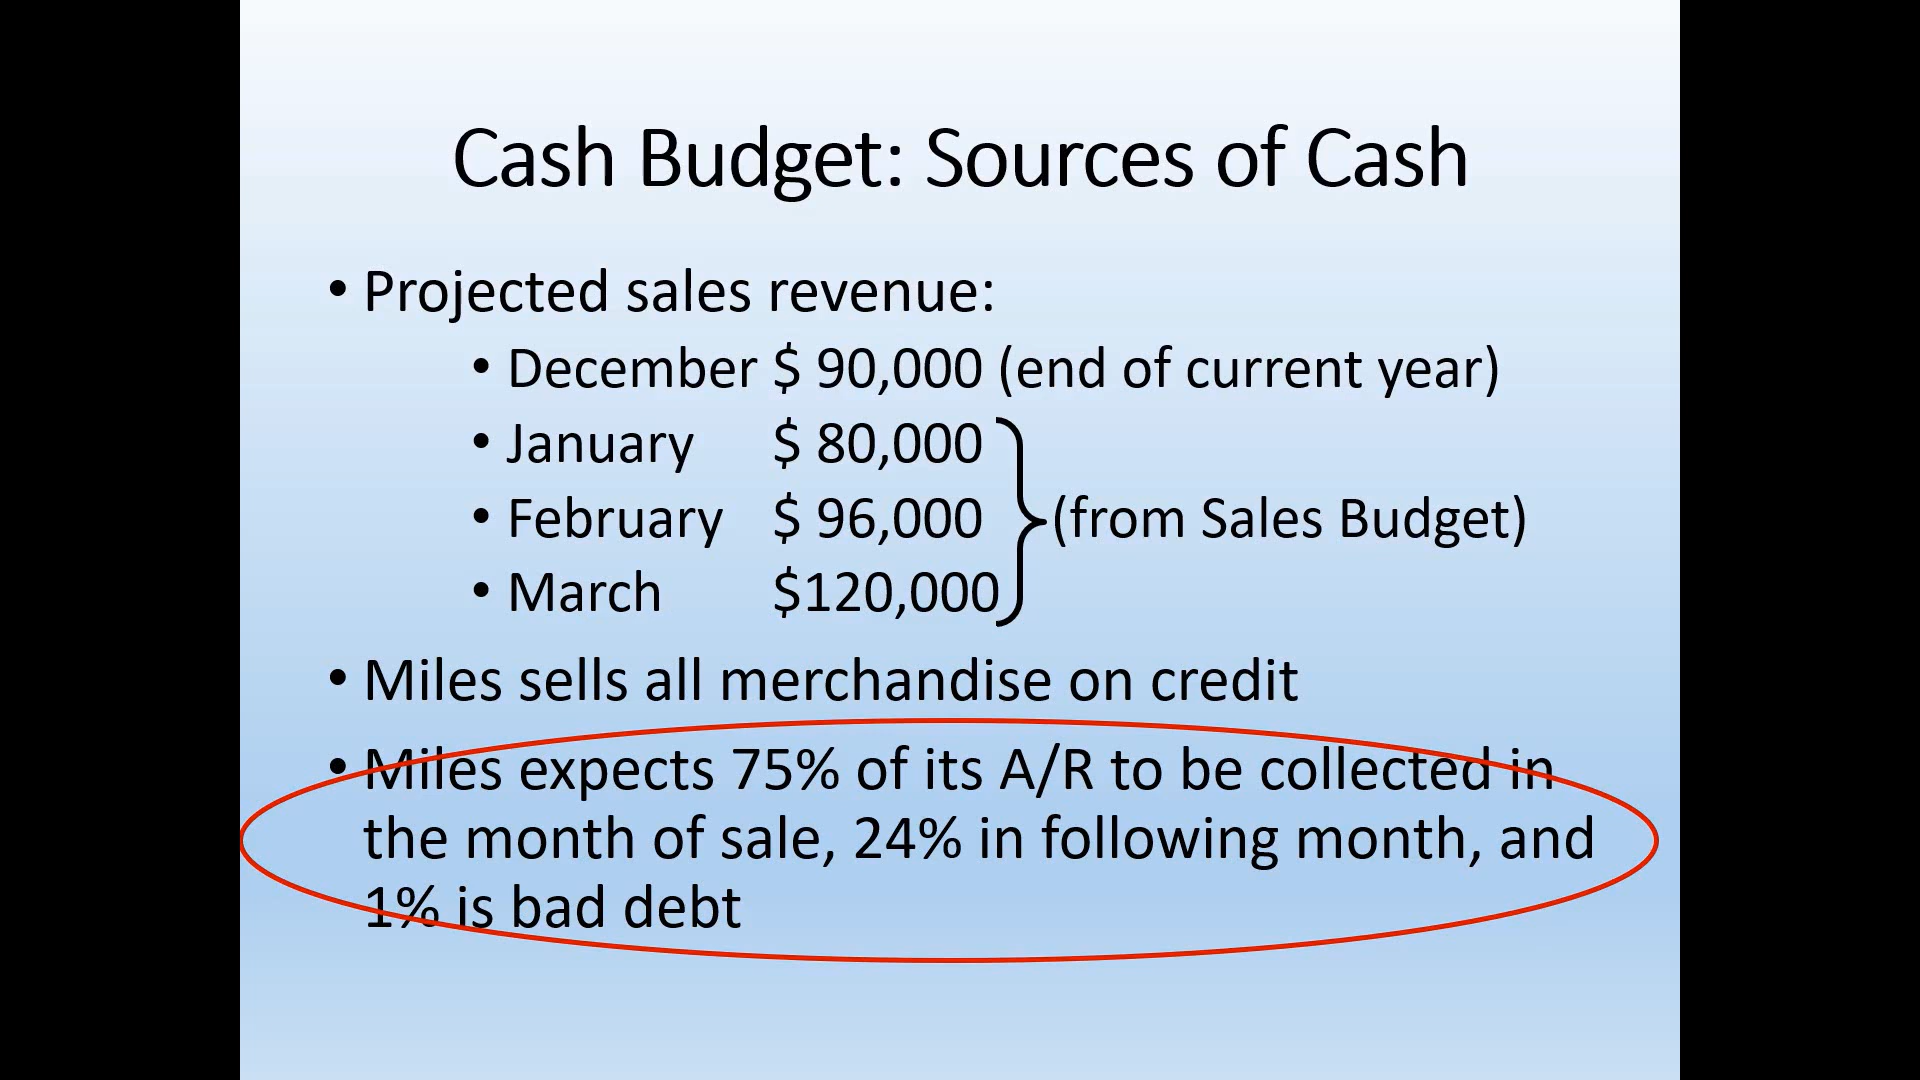 Cash Budget: Sources of Cash
• Projected sales revenue:
• December $ 90,000 (end of current year)
• January $ 80,000
• February $ 96,000 (from Sales Budget)
• March $120,000
• Miles sells all merchandise on credit
• Miles expects 75% of its A/R to be collected in
the month of sale, 24% in following month, and
1% is bad debt